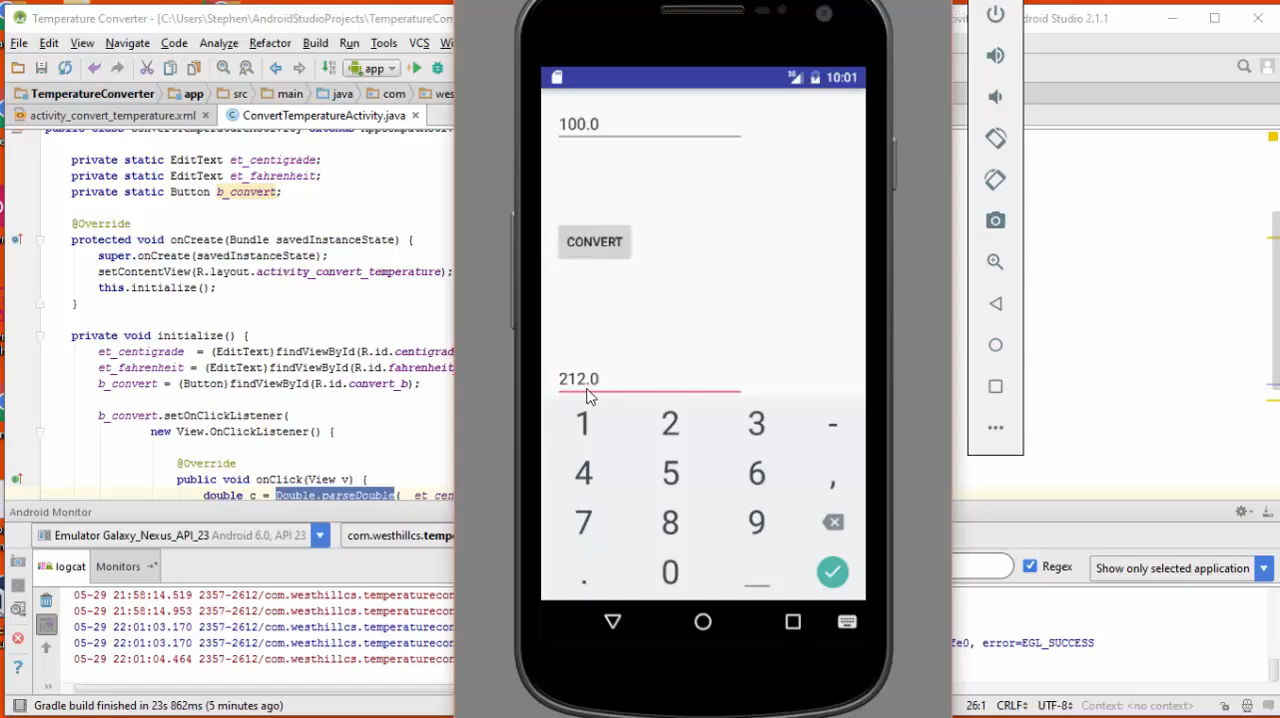 Temperature Converter - [C:\Users\Stephen\AndroidStudioProjects\TemperatureConv
Android Studio 2.1.1
File Edit View Navigate Code Analyze Refactor Build Run Tools VCS
app
TemperatureConverter app src main java com
activity_convert_temperature.xml ConvertTemperatureActivity.java
private static EditText et_centigrade;
private static EditText et_fahrenheit;
private static Button b_convert;
@Override
protected void onCreate(Bundle savedInstanceState) {
super.onCreate(savedInstanceState);
setContentView(R.layout.activity_convert_temperature);
this.initialize();
}
private void initialize() {
et_centigrade = (EditText)findViewById(R.id.centigrad
et_fahrenheit = (EditText)findViewById(R.id.fahrenheit
b_convert = (Button)findViewById(R.id.convert_b);
b_convert.setOnClickListener(
new View.OnClickListener() {
@Override
public void onClick(View v) {
double c = Double.parseDouble( et_cen
10:01
100.0
CONVERT
212.0
1 2 3 -
4 5 6 ,
7 8 9
. 0 _
Android Monitor
Emulator Galaxy_Nexus_API_23 Android 6.0, API 23 com.westhillcs.temper
logcat Monitors Regex Show only selected application
05-29 21:58:14.519 2357-2612/com.westhillcs.temperaturecon
05-29 21:58:14.953 2357-2612/com.westhillcs.temperaturecon
05-29 22:01:03.170 2357-2612/com.westhillcs.temperaturecon
05-29 22:01:03.170 2357-2612/com.westhillcs.temperaturecon fe0, error=EGL_SUCCESS
05-29 22:01:04.464 2357-2612/com.westhillcs.temperaturecon
Gradle build finished in 23s 862ms (5 minutes ago) 26:1 CRLF÷ UTF-8÷ Context: <no context>